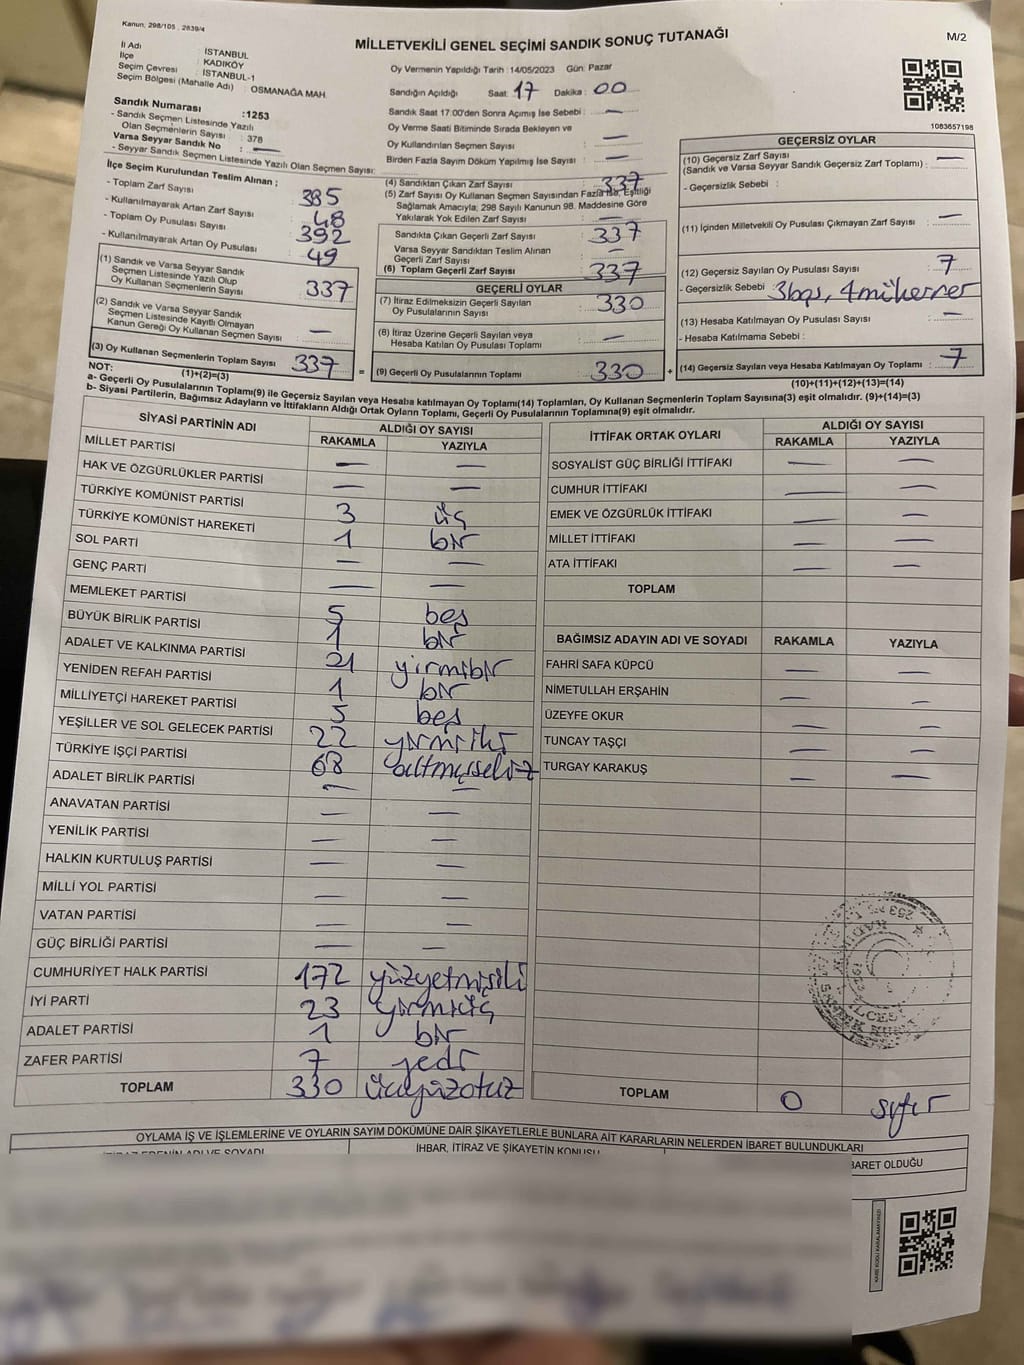 Kanun, 298/105 , 2839/4
MİLLETVEKİLİ GENEL SEÇİMİ SANDIK SONUÇ TUTANAĞI
M/2
İl Adı : İSTANBUL
İlçe : KADIKÖY
Seçim Çevresi : İSTANBUL-1
Seçim Bölgesi (Mahalle Adı) : OSMANAĞA MAH.
Sandık Numarası :1253
- Sandık Seçmen Listesinde Yazılı
Olan Seçmenlerin Sayısı : 378
Varsa Seyyar Sandık No : —
- Seyyar Sandık Seçmen Listesinde Yazılı Olan Seçmen Sayısı:
İlçe Seçim Kurulundan Teslim Alınan ;
- Toplam Zarf Sayısı 385
- Kullanılmayarak Artan Zarf Sayısı 48
- Toplam Oy Pusulası Sayısı 392
- Kullanılmayarak Artan Oy Pusulası 49
(1) Sandık ve Varsa Seyyar Sandık
Seçmen Listesinde Yazılı Olup
Oy Kullanan Seçmenlerin Sayısı 337
(2) Sandık ve Varsa Seyyar Sandık
Seçmen Listesinde Kayıtlı Olmayan
Kanun Gereği Oy Kullanan Seçmen Sayısı —
(3) Oy Kullanan Seçmenlerin Toplam Sayısı 337 =
(1)+(2)=(3)
Oy Vermenin Yapıldığı Tarih :14/05/2023 Gün: Pazar
Sandığın Açıldığı Saat: 17 Dakika : 00
Sandık Saat 17:00'den Sonra Açımış İse Sebebi : —
Oy Verme Saati Bitiminde Sırada Bekleyen ve
Oy Kullandırılan Seçmen Sayısı —
Birden Fazla Sayım Döküm Yapılmış İse Sayısı : —
(4) Sandıktan Çıkan Zarf Sayısı 337
(5) Zarf Sayısı Oy Kullanan Seçmen Sayısından Fazla İse, Eşitliği
Sağlamak Amacıyla, 298 Sayılı Kanunun 98. Maddesine Göre
Yakılarak Yok Edilen Zarf Sayısı —
Sandıkta Çıkan Geçerli Zarf Sayısı 337
Varsa Seyyar Sandıktan Teslim Alınan
Geçerli Zarf Sayısı —
(6) Toplam Geçerli Zarf Sayısı 337
GEÇERLİ OYLAR
(7) İtiraz Edilmeksizin Geçerli Sayılan
Oy Pusulalarının Sayısı 330
(8) İtiraz Üzerine Geçerli Sayılan veya
Hesaba Katılan Oy Pusulası Toplamı —
(9) Geçerli Oy Pusulalarının Toplamı 330 +
1083657198
GEÇERSİZ OYLAR
(10) Geçersiz Zarf Sayısı
(Sandık ve Varsa Seyyar Sandık Geçersiz Zarf Toplamı) : —
- Geçersizlik Sebebi :
(11) İçinden Milletvekili Oy Pusulası Çıkmayan Zarf Sayısı —
(12) Geçersiz Sayılan Oy Pusulası Sayısı 7
- Geçersizlik Sebebi : 3 boş, 4 mükerrer
(13) Hesaba Katılmayan Oy Pusulası Sayısı : —
- Hesaba Katılmama Sebebi :
(14) Geçersiz Sayılan veya Hesaba Katılmayan Oy Toplamı : 7
(10)+(11)+(12)+(13)=(14)
NOT:
a- Geçerli Oy Pusulalarının Toplamı(9) ile Geçersiz Sayılan veya Hesaba katılmayan Oy Toplamı(14) Toplamları, Oy Kullanan Seçmenlerin Toplam Sayısına(3) eşit olmalıdır. (9)+(14)=(3)
b- Siyasi Partilerin, Bağımsız Adayların ve İttifakların Aldığı Ortak Oyların Toplamı, Geçerli Oy Pusulalarının Toplamına(9) eşit olmalıdır.
SİYASİ PARTİNİN ADI ALDIĞI OY SAYISI
RAKAMLA YAZIYLA
MİLLET PARTİSİ — —
HAK VE ÖZGÜRLÜKLER PARTİSİ — —
TÜRKİYE KOMÜNİST PARTİSİ 3 üç
TÜRKİYE KOMÜNİST HAREKETİ 1 bir
SOL PARTİ — —
GENÇ PARTİ — —
MEMLEKET PARTİSİ 5 beş
BÜYÜK BİRLİK PARTİSİ 1 bir
ADALET VE KALKINMA PARTİSİ 21 yirmibir
YENİDEN REFAH PARTİSİ 1 bir
MİLLİYETÇİ HAREKET PARTİSİ 5 beş
YEŞİLLER VE SOL GELECEK PARTİSİ 22 yirmiiki
TÜRKİYE İŞÇİ PARTİSİ 68 altmışsekiz
ADALET BİRLİK PARTİSİ — —
ANAVATAN PARTİSİ — —
YENİLİK PARTİSİ — —
HALKIN KURTULUŞ PARTİSİ — —
MİLLİ YOL PARTİSİ — —
VATAN PARTİSİ — —
GÜÇ BİRLİĞİ PARTİSİ — —
CUMHURİYET HALK PARTİSİ 172 yüzyetmişiki
İYİ PARTİ 23 yirmiüç
ADALET PARTİSİ 1 bir
ZAFER PARTİSİ 7 yedi
TOPLAM 330 üçyüzotuz
İTTİFAK ORTAK OYLARI ALDIĞI OY SAYISI
RAKAMLA YAZIYLA
SOSYALİST GÜÇ BİRLİĞİ İTTİFAKI — —
CUMHUR İTTİFAKI — —
EMEK VE ÖZGÜRLÜK İTTİFAKI — —
MİLLET İTTİFAKI — —
ATA İTTİFAKI — —
TOPLAM
BAĞIMSIZ ADAYIN ADI VE SOYADI RAKAMLA YAZIYLA
FAHRİ SAFA KÜPCÜ — —
NİMETULLAH ERŞAHİN — —
ÜZEYFE OKUR — —
TUNCAY TAŞÇI — —
TURGAY KARAKUŞ — —
TOPLAM 0 sıfır
OYLAMA İŞ VE İŞLEMLERİNE VE OYLARIN SAYIM DÖKÜMÜNE DAİR ŞİKAYETLERLE BUNLARA AİT KARARLARIN NELERDEN İBARET BULUNDUKLARI
İHBAR, İTİRAZ VE ŞİKAYETİN KONUSU
BARET OLDUĞU